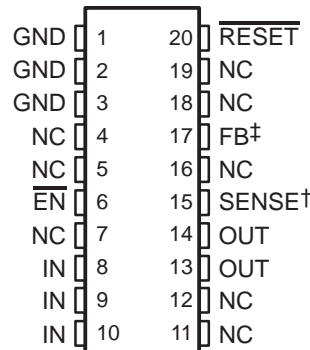 GND 1 20 R̅E̅S̅E̅T̅
GND 2 19 NC
GND 3 18 NC
NC 4 17 FB‡
NC 5 16 NC
E̅N̅ 6 15 SENSE†
NC 7 14 OUT
IN 8 13 OUT
IN 9 12 NC
IN 10 11 NC